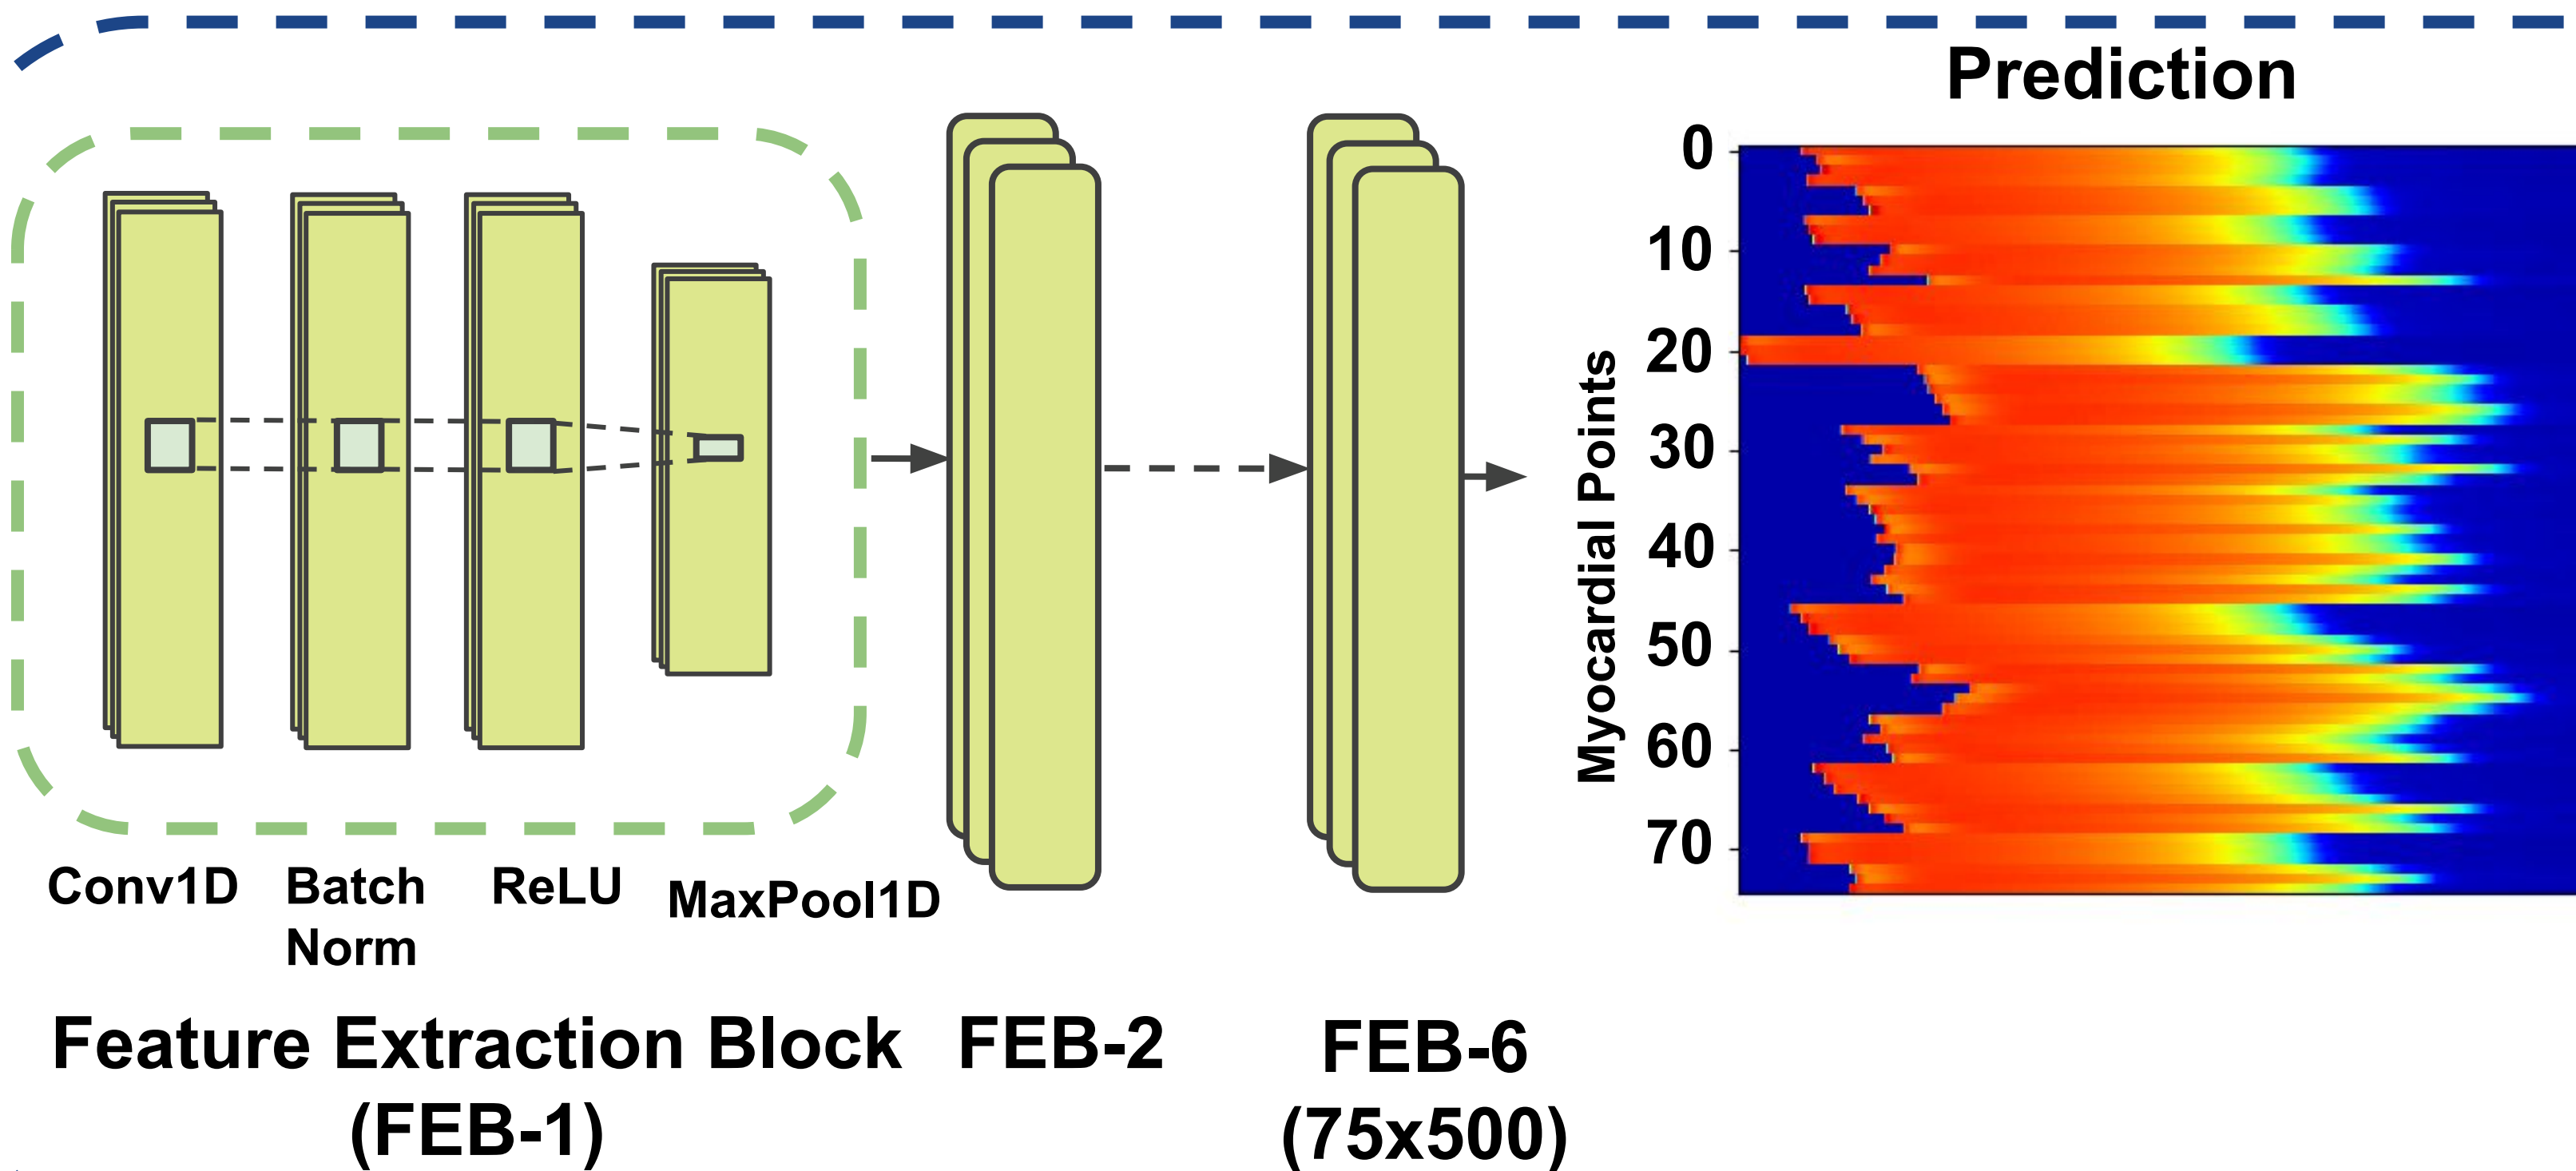 Prediction
0
10
20
30
40
50
60
70
Myocardial Points
Conv1D
Batch
Norm
ReLU
MaxPool1D
Feature Extraction Block
(FEB-1)
FEB-2
FEB-6
(75x500)